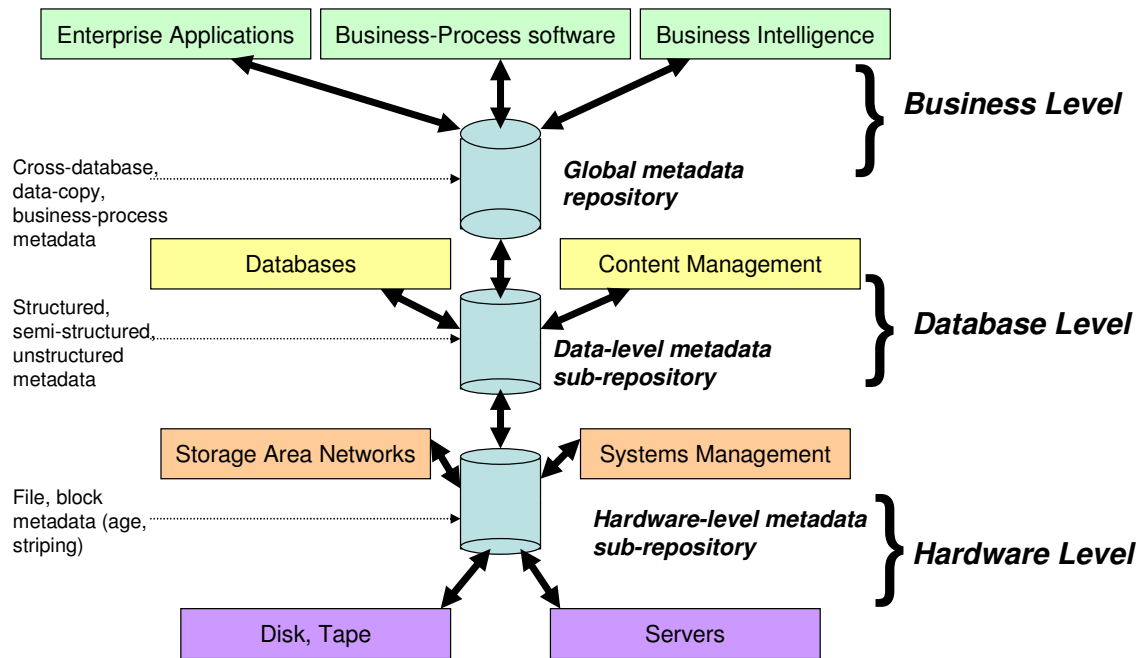 Enterprise Applications
Business-Process software
Business Intelligence
Business Level
Cross-database,
data-copy,
business-process
metadata
Global metadata
repository
Databases
Content Management
Structured,
semi-structured,
unstructured
metadata
Data-level metadata
sub-repository
Database Level
Storage Area Networks
Systems Management
File, block
metadata (age,
striping)
Hardware-level metadata
sub-repository
Hardware Level
Disk, Tape
Servers